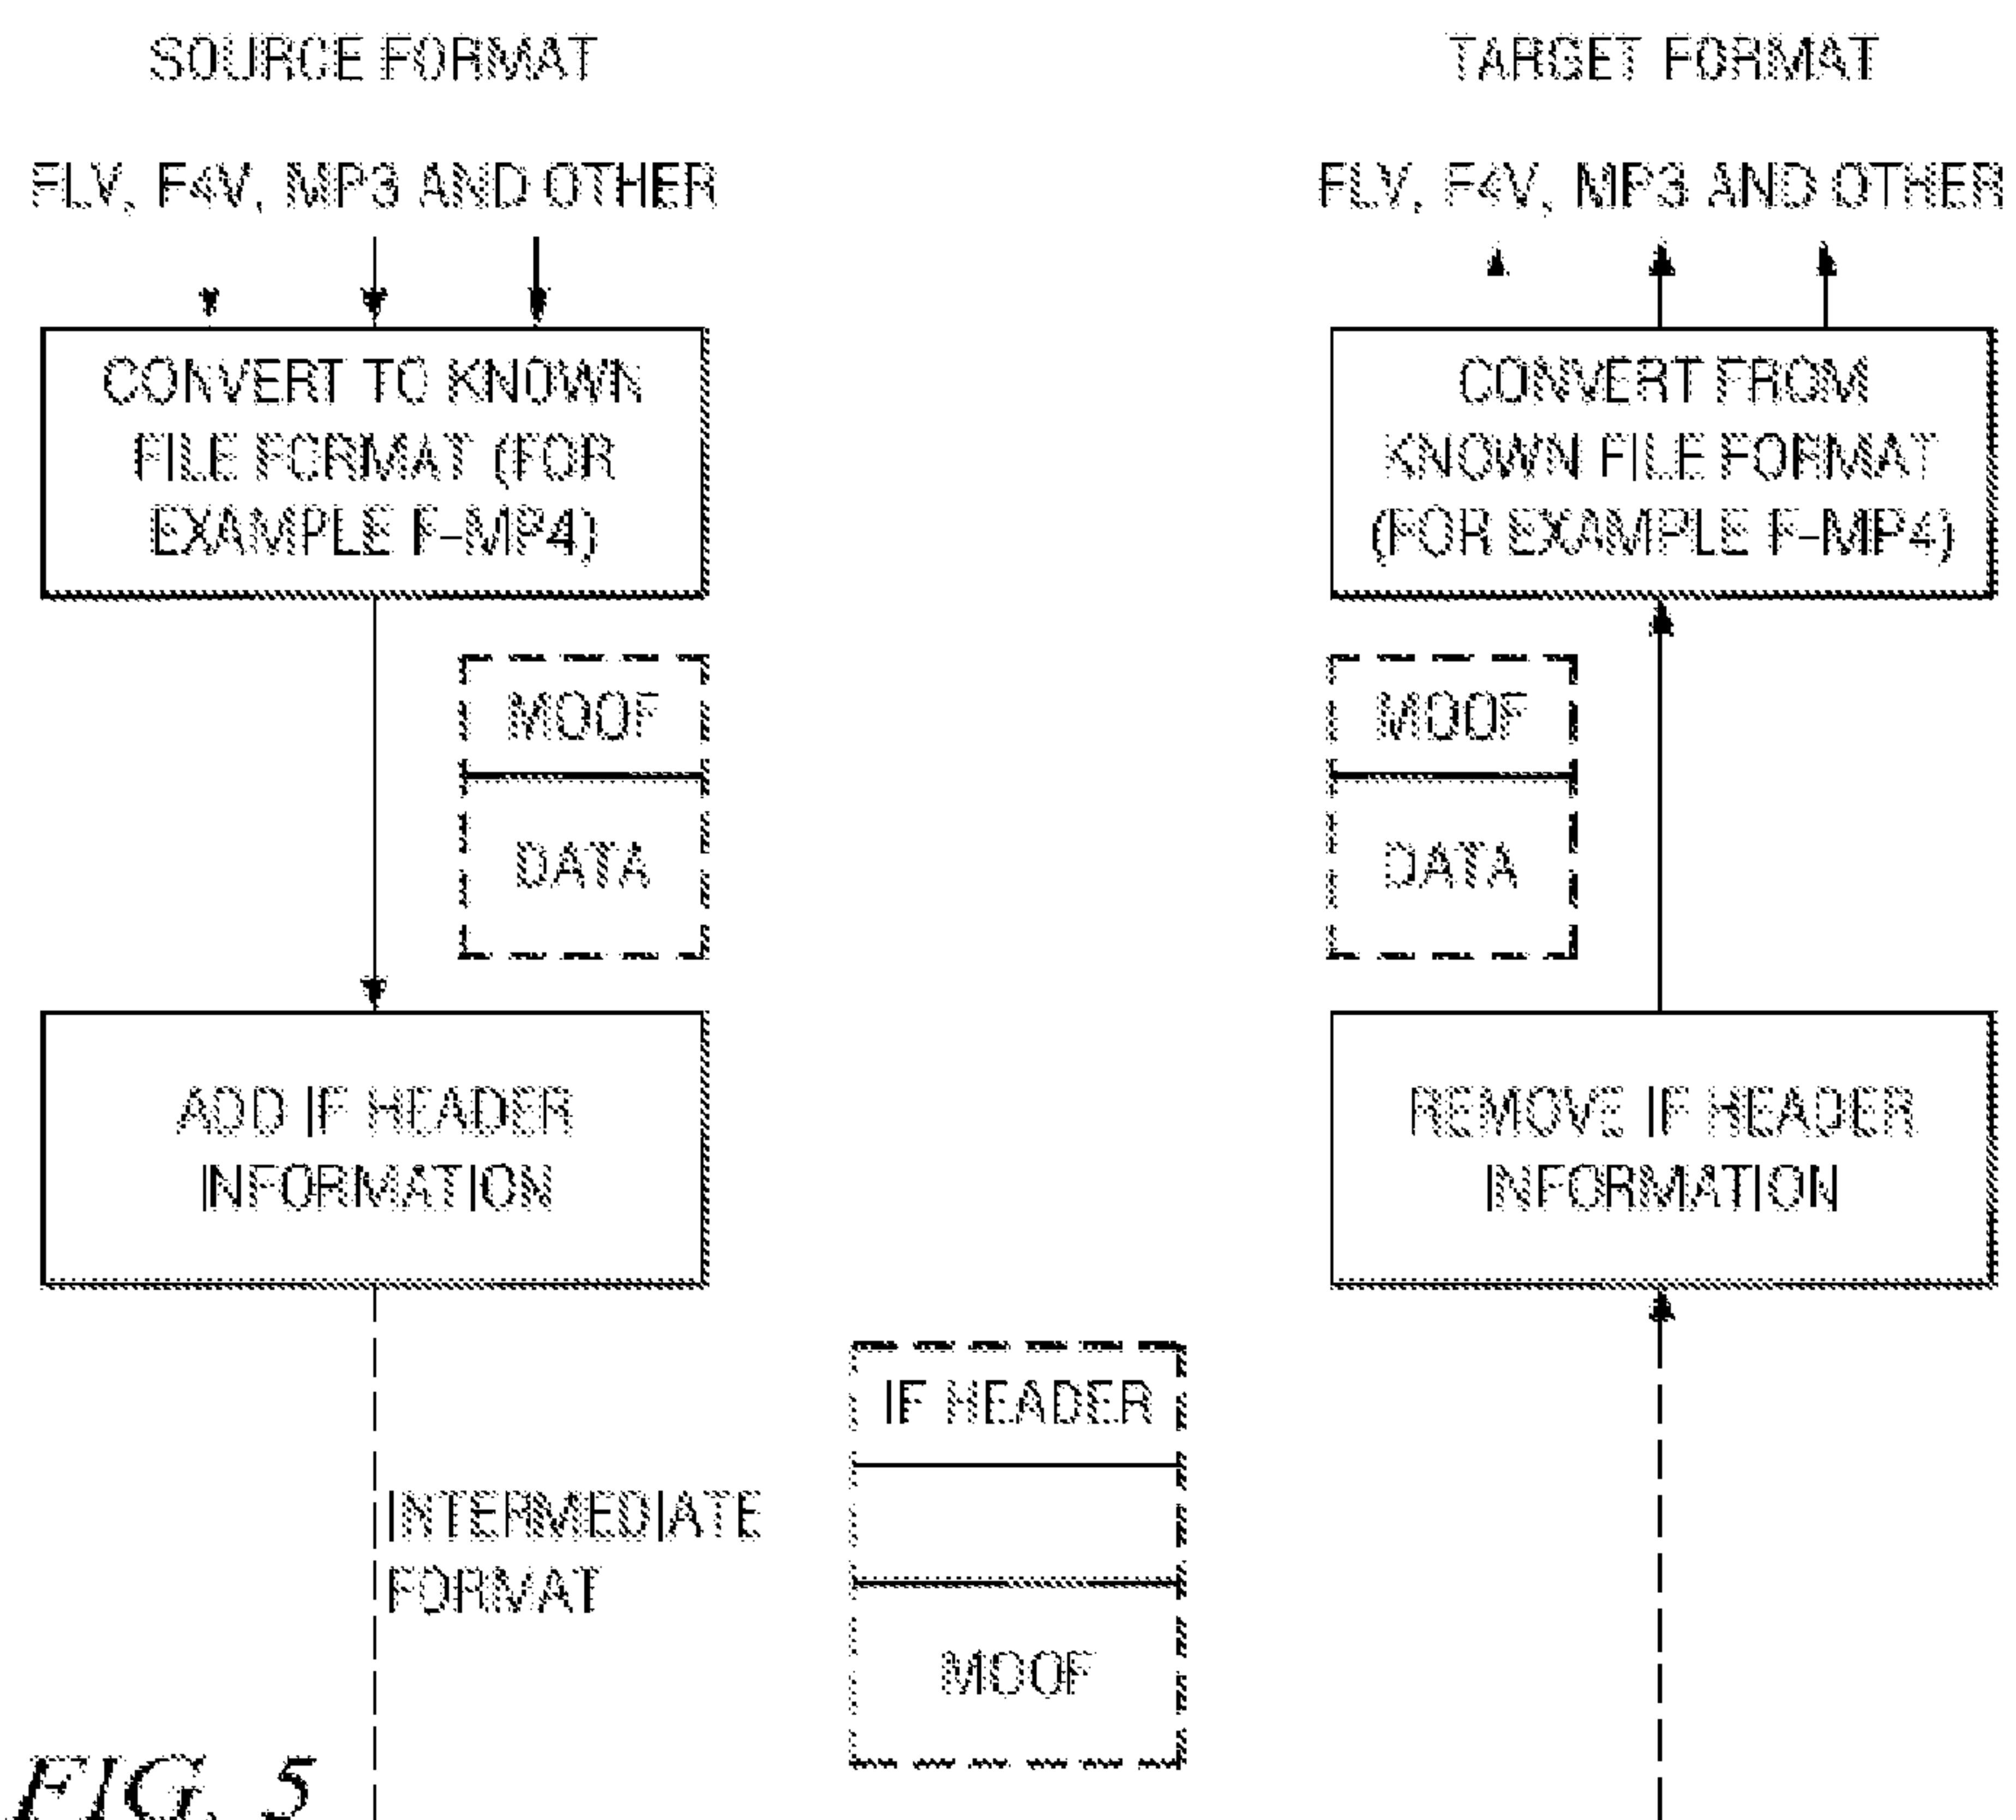 SOURCE FORMAT
FLV, F4V, MP3 AND OTHER
CONVERT TO KNOWN
FILE FORMAT (FOR
EXAMPLE F-MP4)
MOOF
DATA
ADD IF HEADER
INFORMATION
INTERMEDIATE
FORMAT
IF HEADER
MOOF
TARGET FORMAT
FLV, F4V, MP3 AND OTHER
CONVERT FROM
KNOWN FILE FORMAT
(FOR EXAMPLE F-MP4)
MOOF
DATA
REMOVE IF HEADER
INFORMATION
FIG. 5